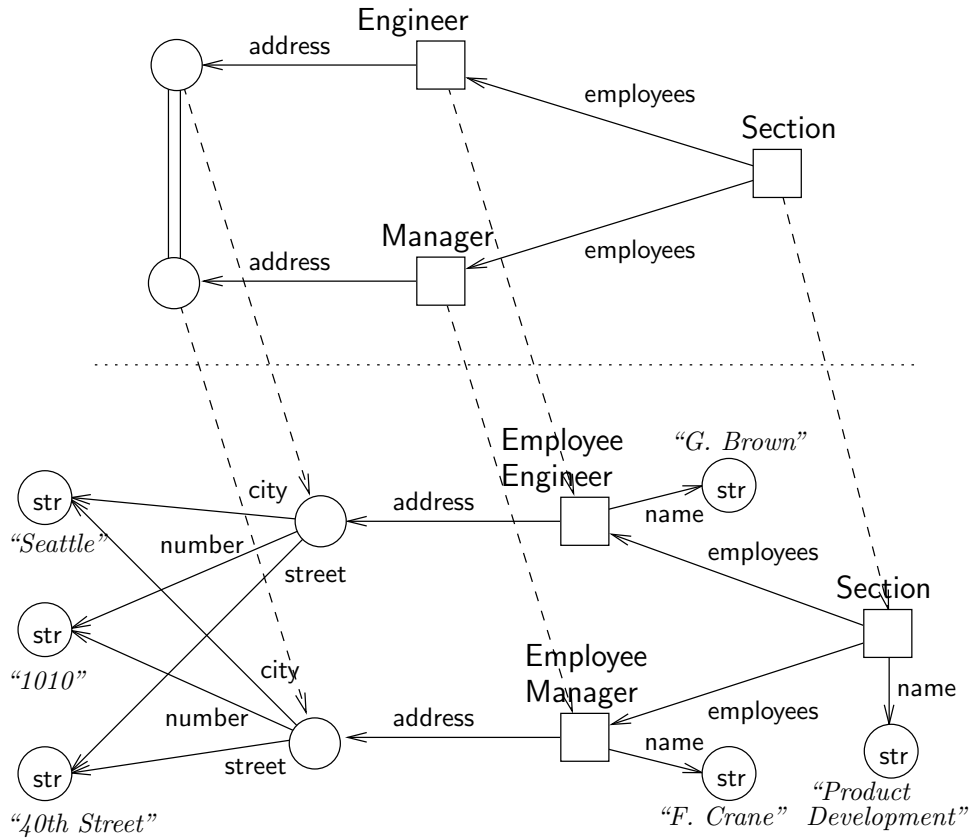 Engineer
address
employees
Section
Manager
address
employees
Employee
Engineer
“G. Brown”
str
name
str
“Seattle”
city
address
number
street
employees
Section
str
“1010”
city
Employee
Manager
name
number
address
employees
street
name
str
“40th Street”
str
“F. Crane”
str
“Product
Development”